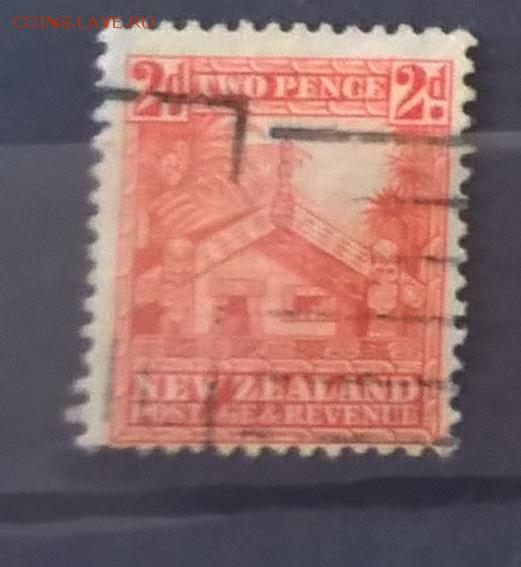 COINS.LAVE.RU
2d TWO PENCE 2d
NEW ZEALAND
POSTAGE & REVENUE